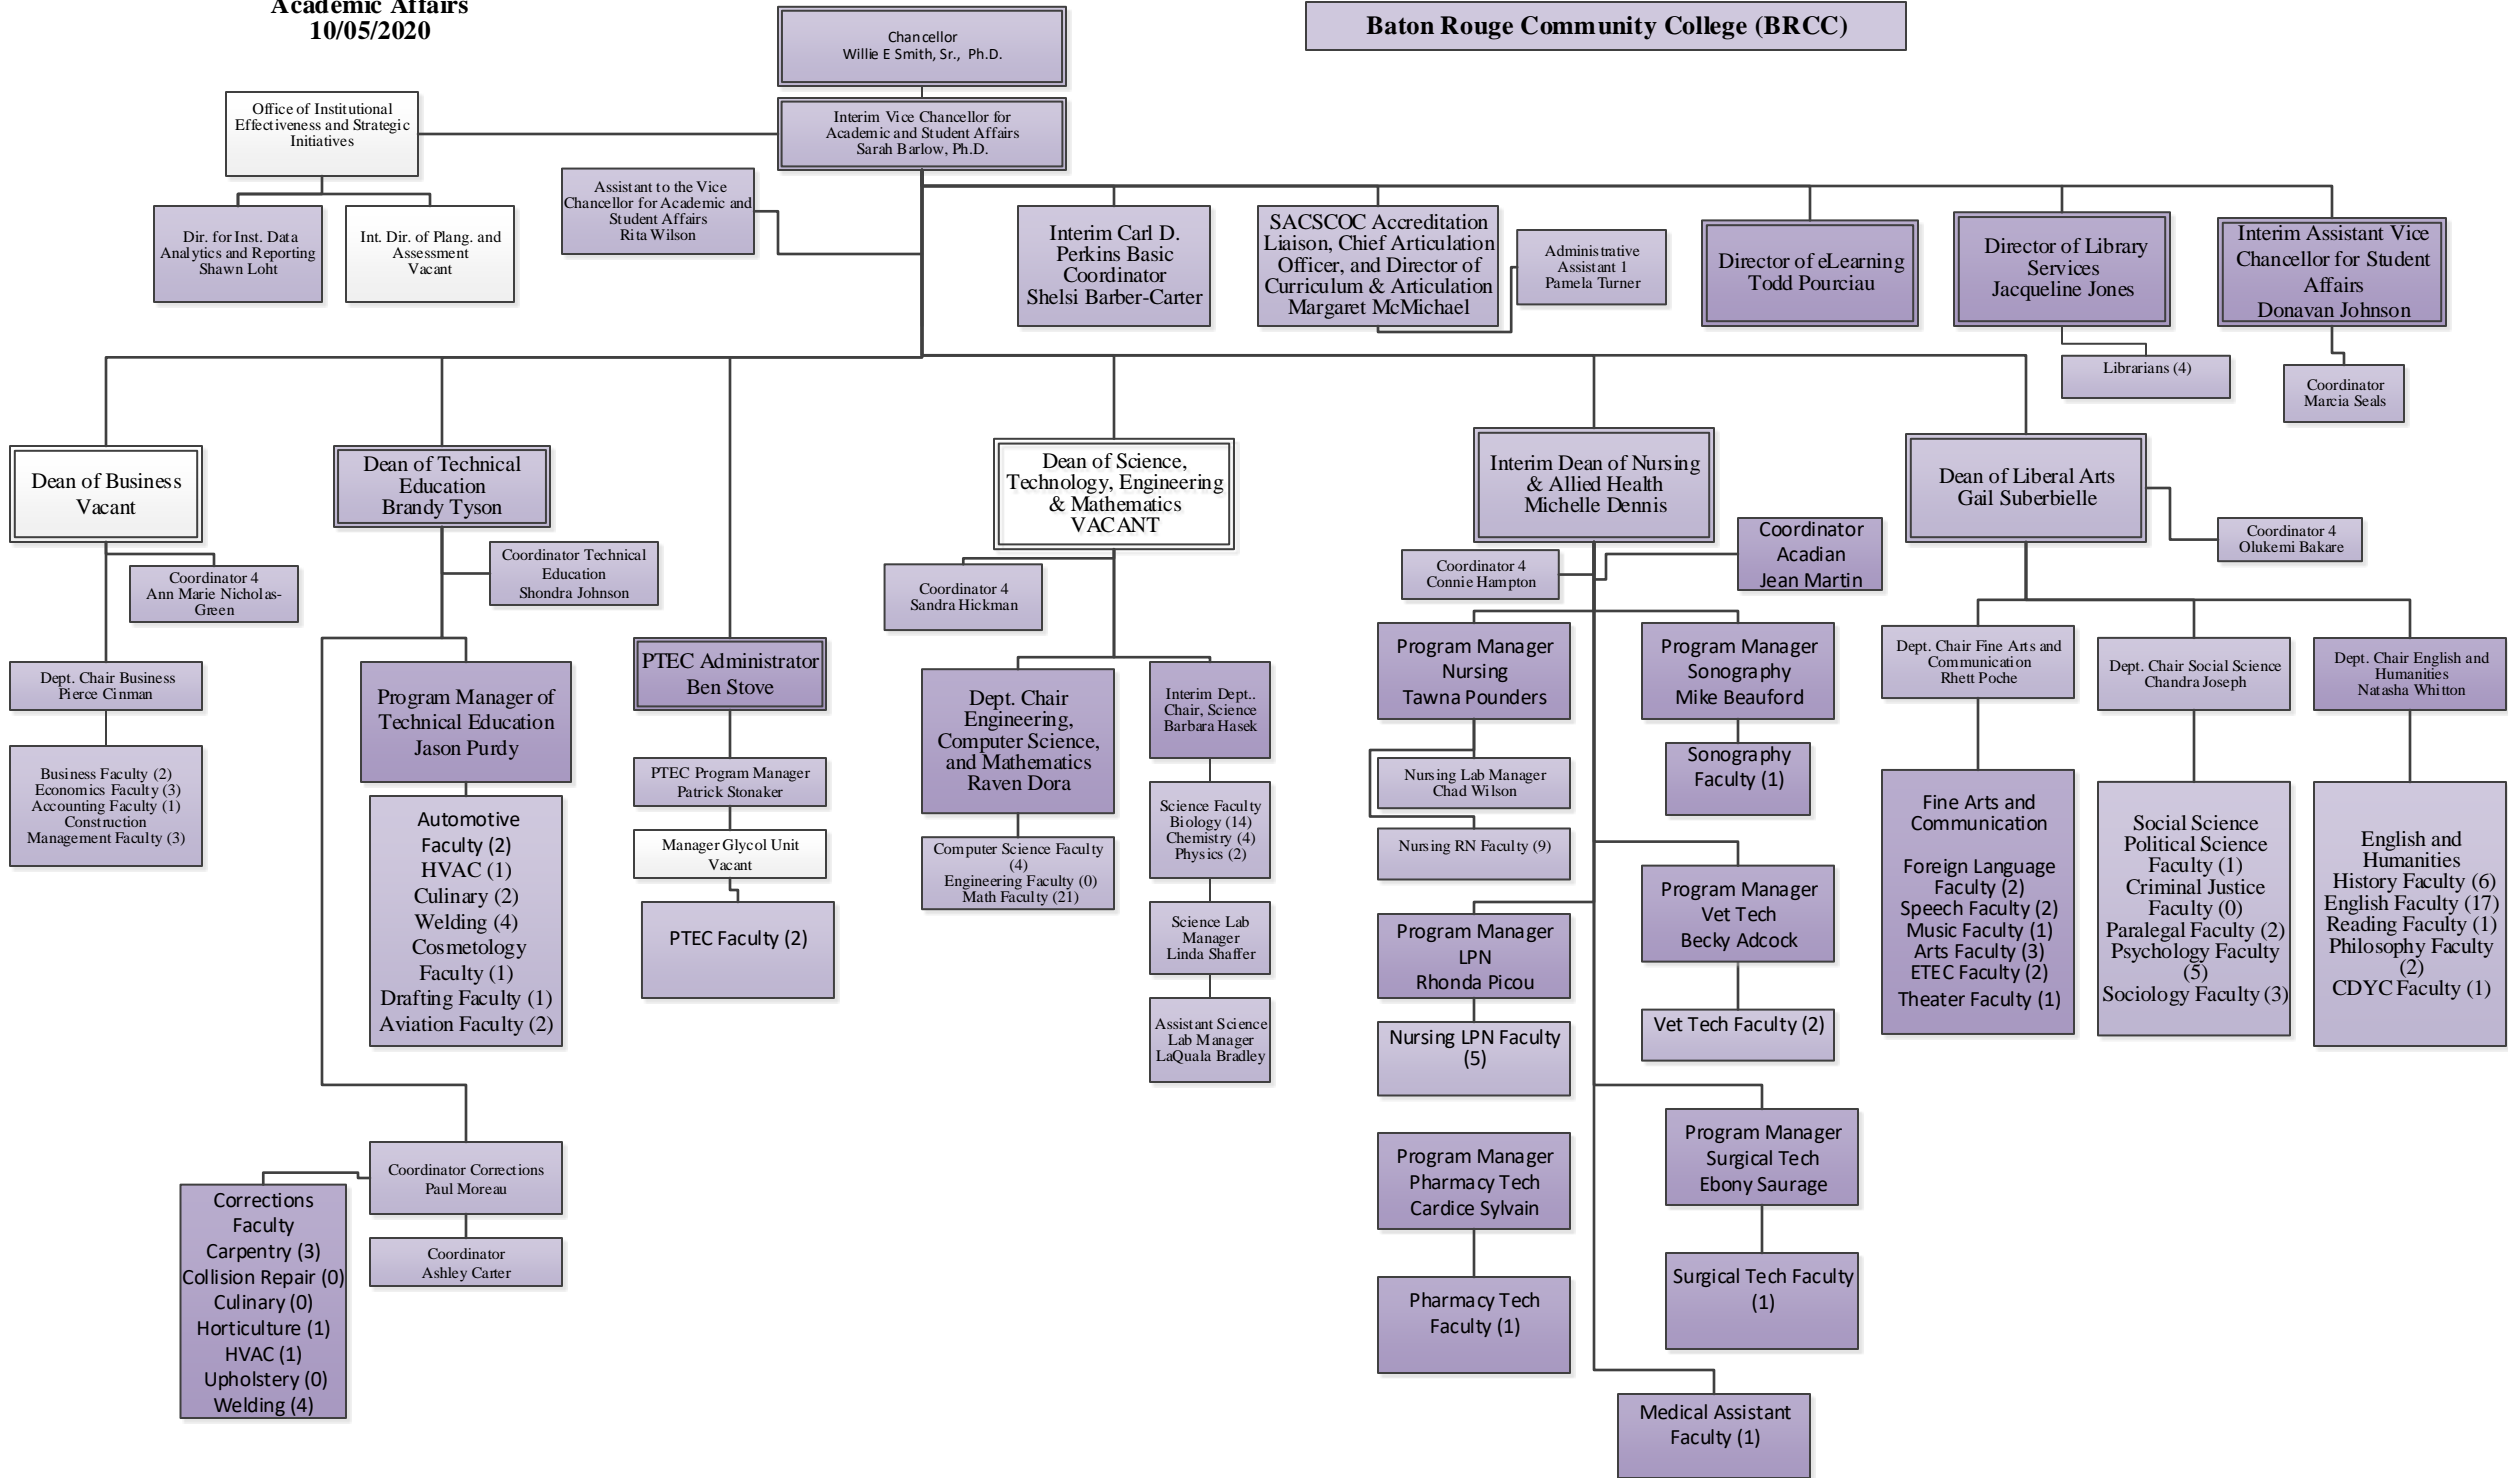 Academic Affairs
10/05/2020
Baton Rouge Community College (BRCC)
Chancellor
Willie E Smith, Sr., Ph.D.
Office of Institutional
Effectiveness and Strategic
Initiatives
Interim Vice Chancellor for
Academic and Student Affairs
Sarah Barlow, Ph.D.
Assistant to the Vice
Chancellor for Academic and
Student Affairs
Rita Wilson
Dir. for Inst. Data
Analytics and Reporting
Shawn Loht
Int. Dir. of Plang. and
Assessment
Vacant
Interim Carl D.
Perkins Basic
Coordinator
Shelsi Barber-Carter
SACSCOC Accreditation
Liaison, Chief Articulation
Officer, and Director of
Curriculum & Articulation
Margaret McMichael
Administrative
Assistant 1
Pamela Turner
Director of eLearning
Todd Pourciau
Director of Library
Services
Jacqueline Jones
Interim Assistant Vice
Chancellor for Student
Affairs
Donavan Johnson
Librarians (4)
Coordinator
Marcia Seals
Dean of Business
Vacant
Dean of Technical
Education
Brandy Tyson
Dean of Science,
Technology, Engineering
& Mathematics
VACANT
Interim Dean of Nursing
& Allied Health
Michelle Dennis
Dean of Liberal Arts
Gail Suberbielle
Coordinator 4
Ann Marie Nicholas-
Green
Coordinator Technical
Education
Shondra Johnson
Coordinator 4
Sandra Hickman
Coordinator 4
Connie Hampton
Coordinator
Acadian
Jean Martin
Coordinator 4
Olukemi Bakare
Dept. Chair Business
Pierce Cinman
Business Faculty (2)
Economics Faculty (3)
Accounting Faculty (1)
Construction
Management Faculty (3)
Program Manager of
Technical Education
Jason Purdy
Automotive
Faculty (2)
HVAC (1)
Culinary (2)
Welding (4)
Cosmetology
Faculty (1)
Drafting Faculty (1)
Aviation Faculty (2)
Coordinator Corrections
Paul Moreau
Coordinator
Ashley Carter
Corrections
Faculty
Carpentry (3)
Collision Repair (0)
Culinary (0)
Horticulture (1)
HVAC (1)
Upholstery (0)
Welding (4)
PTEC Administrator
Ben Stove
PTEC Program Manager
Patrick Stonaker
Manager Glycol Unit
Vacant
PTEC Faculty (2)
Dept. Chair
Engineering,
Computer Science,
and Mathematics
Raven Dora
Computer Science Faculty
(4)
Engineering Faculty (0)
Math Faculty (21)
Interim Dept..
Chair, Science
Barbara Hasek
Science Faculty
Biology (14)
Chemistry (4)
Physics (2)
Science Lab
Manager
Linda Shaffer
Assistant Science
Lab Manager
LaQuala Bradley
Program Manager
Nursing
Tawna Pounders
Nursing Lab Manager
Chad Wilson
Nursing RN Faculty (9)
Program Manager
Sonography
Mike Beauford
Sonography
Faculty (1)
Program Manager
LPN
Rhonda Picou
Nursing LPN Faculty
(5)
Program Manager
Vet Tech
Becky Adcock
Vet Tech Faculty (2)
Program Manager
Pharmacy Tech
Cardice Sylvain
Pharmacy Tech
Faculty (1)
Program Manager
Surgical Tech
Ebony Saurage
Surgical Tech Faculty
(1)
Medical Assistant
Faculty (1)
Dept. Chair Fine Arts and
Communication
Rhett Poche
Fine Arts and
Communication
Foreign Language
Faculty (2)
Speech Faculty (2)
Music Faculty (1)
Arts Faculty (3)
ETEC Faculty (2)
Theater Faculty (1)
Dept. Chair Social Science
Chandra Joseph
Social Science
Political Science
Faculty (1)
Criminal Justice
Faculty (0)
Paralegal Faculty (2)
Psychology Faculty
(5)
Sociology Faculty (3)
Dept. Chair English and
Humanities
Natasha Whitton
English and
Humanities
History Faculty (6)
English Faculty (17)
Reading Faculty (1)
Philosophy Faculty
(2)
CDYC Faculty (1)